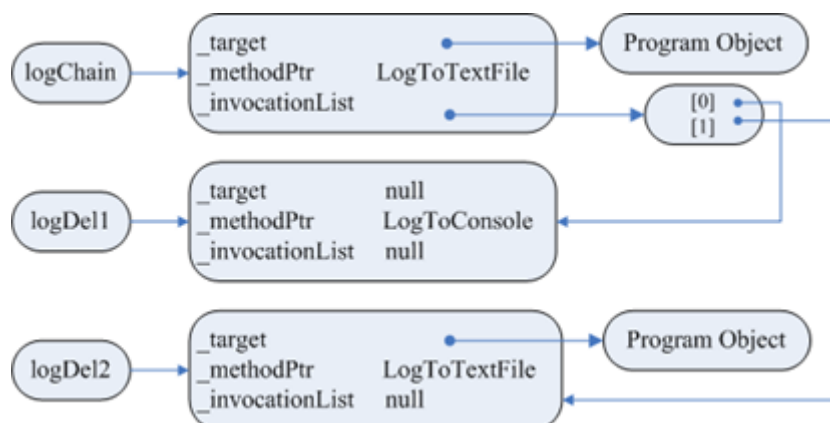 logChain
_target
_methodPtr LogToTextFile
_invocationList
Program Object
[0]
[1]
logDel1
_target null
_methodPtr LogToConsole
_invocationList null
logDel2
_target
_methodPtr LogToTextFile
_invocationList null
Program Object